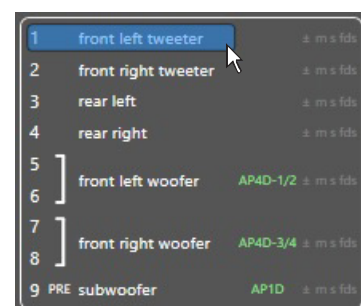 1 front left tweeter ± m s fds
2 front right tweeter ± m s fds
3 rear left ± m s fds
4 rear right ± m s fds
5
6 front left woofer AP4D-1/2 ± m s fds
7
8 front right woofer AP4D-3/4 ± m s fds
9 PRE subwoofer AP1D ± m s fds